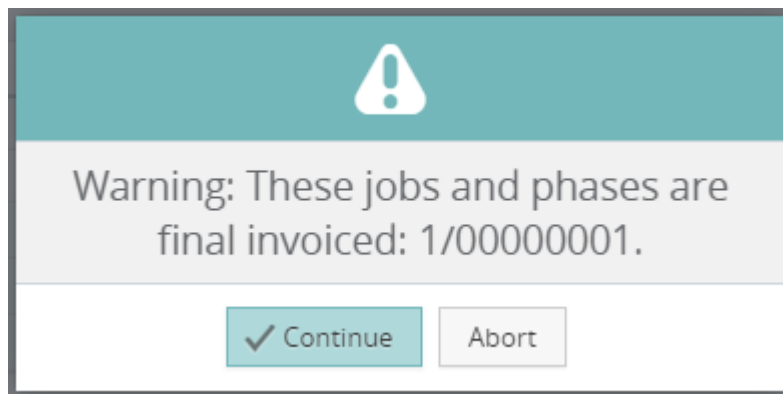 Warning: These jobs and phases are
final invoiced: 1/00000001.
Continue
Abort